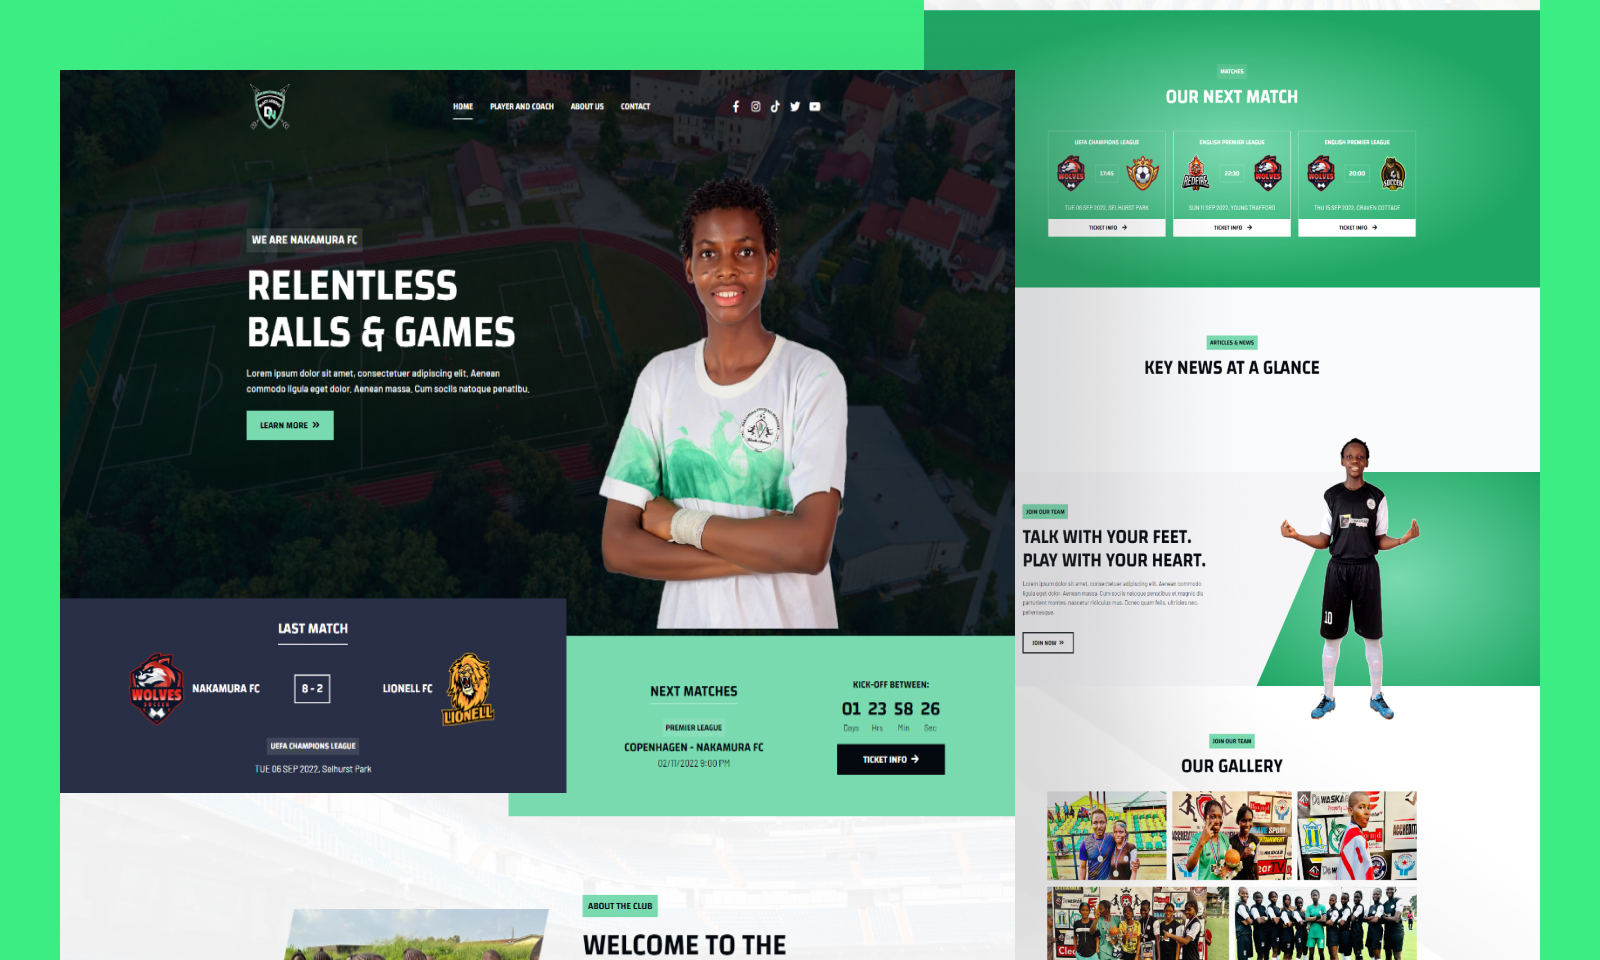 HOME PLAYER AND COACH ABOUT US CONTACT
WE ARE NAKAMURA FC
RELENTLESS
BALLS & GAMES
Lorem ipsum dolor sit amet, consectetuer adipiscing elit. Aenean
commodo ligula eget dolor. Aenean massa. Cum sociis natoque penatibu.
LEARN MORE
LAST MATCH
WOLVES
SOCCER
NAKAMURA FC
8 - 2
LIONELL FC
LIONELL
UEFA CHAMPIONS LEAGUE
TUE 06 SEP 2022, Selhurst Park
NEXT MATCHES
PREMIER LEAGUE
COPENHAGEN - NAKAMURA FC
02/11/2022 9:00 PM
KICK-OFF BETWEEN:
01 23 58 26
Days Hrs Min Sec
TICKET INFO
ABOUT THE CLUB
WELCOME TO THE
MATCHES
OUR NEXT MATCH
UEFA CHAMPIONS LEAGUE
WOLVES
17:45
TUE 06 SEP 2022, SELHURST PARK
TICKET INFO
ENGLISH PREMIER LEAGUE
REDFIRE
22:30
WOLVES
SUN 11 SEP 2022, YOUNG TRAFFORD
TICKET INFO
ENGLISH PREMIER LEAGUE
WOLVES
20:00
SOCCER
THU 15 SEP 2022, CRAVEN COTTAGE
TICKET INFO
ARTICLES & NEWS
KEY NEWS AT A GLANCE
JOIN OUR TEAM
TALK WITH YOUR FEET.
PLAY WITH YOUR HEART.
Lorem ipsum dolor sit amet, consectetuer adipiscing elit. Aenean commodo
ligula eget dolor. Aenean massa. Cum sociis natoque penatibus et magnis dis
parturient montes, nascetur ridiculus mus. Donec quam felis, ultricies nec,
pellentesque.
JOIN NOW
10
JOIN OUR TEAM
OUR GALLERY